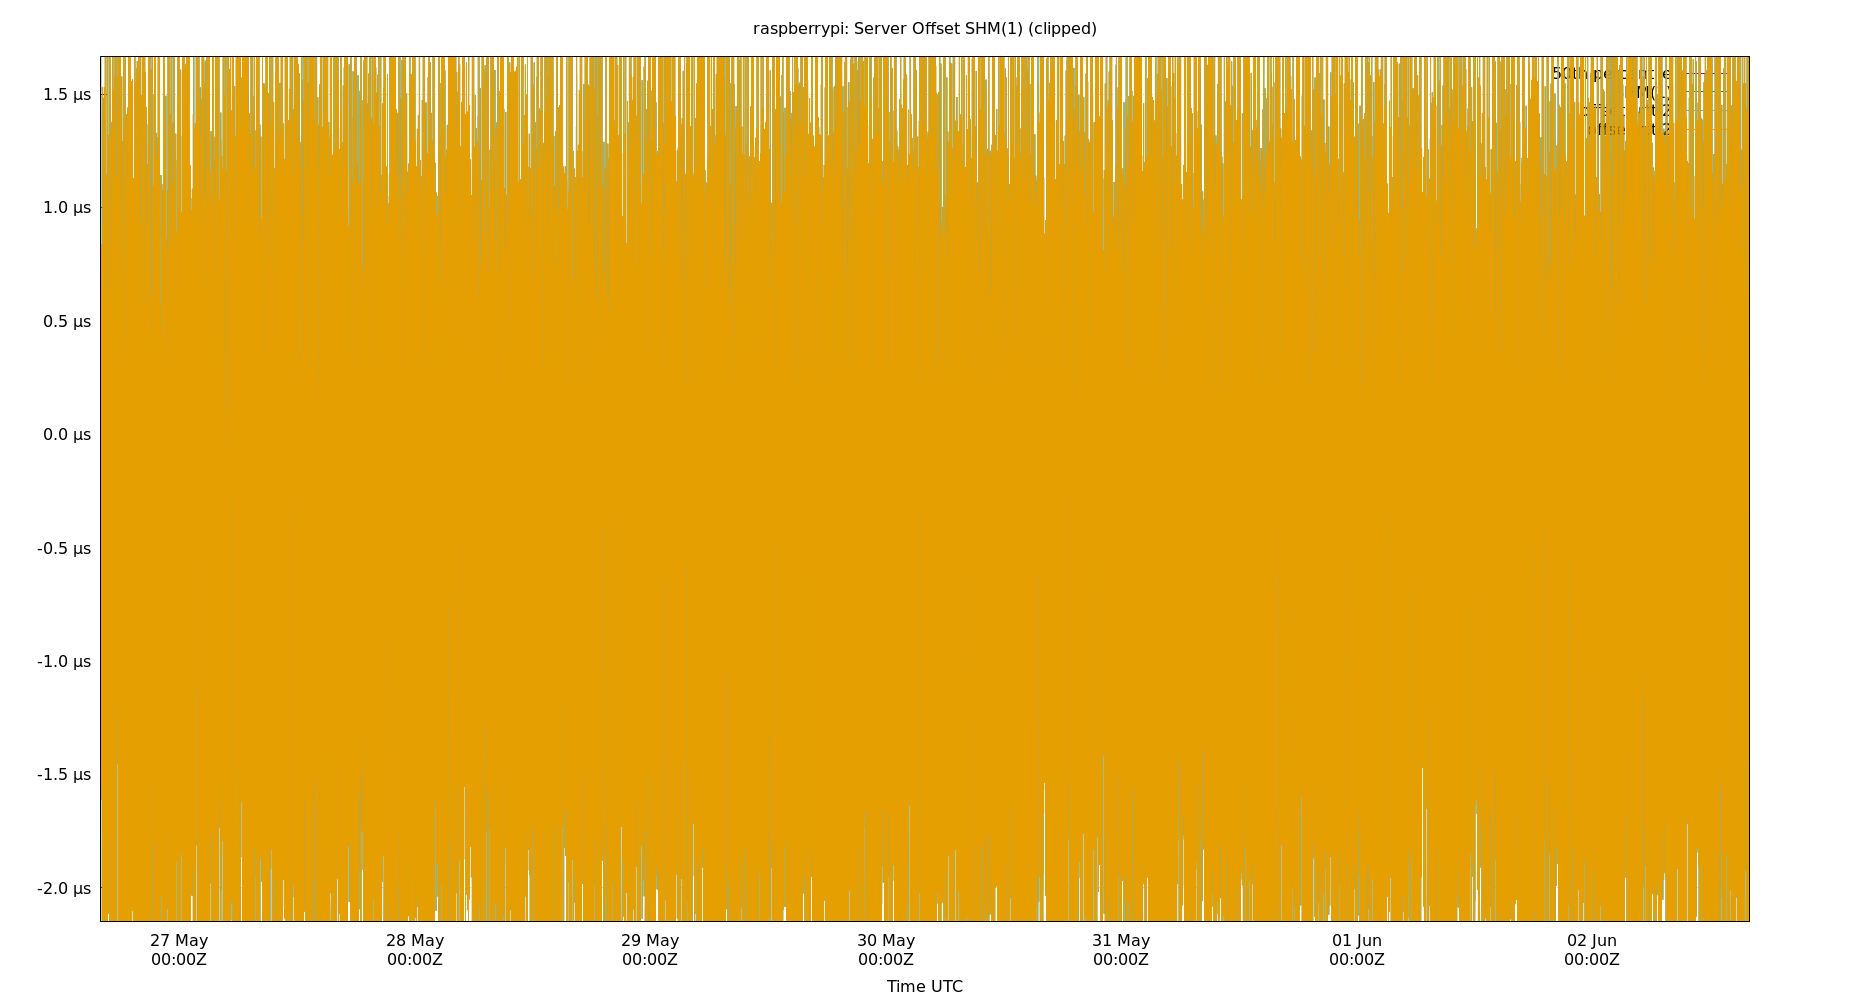 raspberrypi: Server Offset SHM(1) (clipped)
1.5 µs
1.0 µs
0.5 µs
0.0 µs
-0.5 µs
-1.0 µs
-1.5 µs
-2.0 µs
27 May 28 May 29 May 30 May 31 May 01 Jun 02 Jun
00:00Z 00:00Z 00:00Z 00:00Z 00:00Z 00:00Z 00:00Z
Time UTC